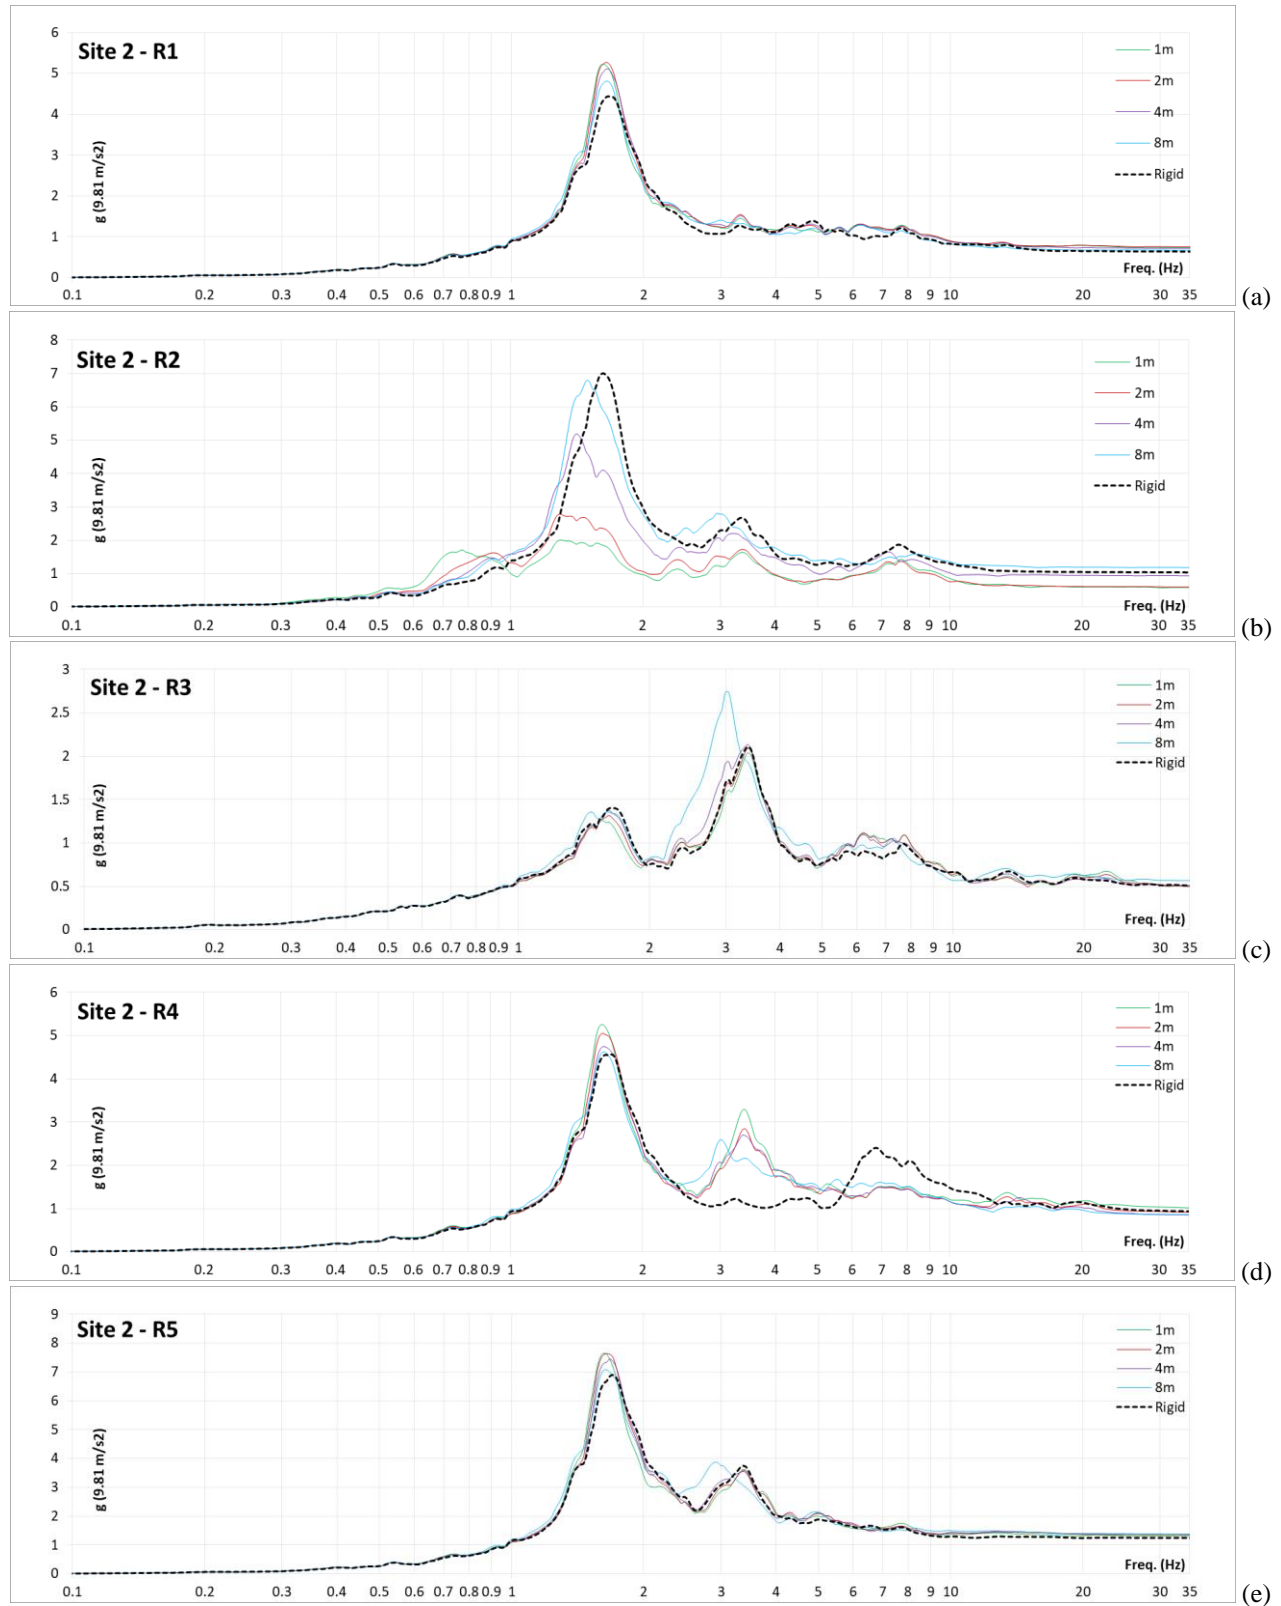 6
Site 2 - R1
1m
5
2m
4
4m
3
8m
Rigid
2
1
0
g (9.81 m/s2)
Freq. (Hz)
0.1 0.2 0.3 0.4 0.5 0.6 0.7 0.8 0.9 1 2 3 4 5 6 7 8 9 10 20 30 35
(a)
8
Site 2 - R2
1m
7
2m
6
4m
5
8m
4
Rigid
3
2
1
0
g (9.81 m/s2)
Freq. (Hz)
0.1 0.2 0.3 0.4 0.5 0.6 0.7 0.8 0.9 1 2 3 4 5 6 7 8 9 10 20 30 35
(b)
3
Site 2 - R3
1m
2m
2.5
4m
8m
2
Rigid
1.5
1
0.5
0
g (9.81 m/s2)
Freq. (Hz)
0.1 0.2 0.3 0.4 0.5 0.6 0.7 0.8 0.9 1 2 3 4 5 6 7 8 9 10 20 30 35
(c)
6
Site 2 - R4
1m
2m
5
4m
8m
4
Rigid
3
2
1
0
g (9.81 m/s2)
Freq. (Hz)
0.1 0.2 0.3 0.4 0.5 0.6 0.7 0.8 0.9 1 2 3 4 5 6 7 8 9 10 20 30 35
(d)
9
Site 2 - R5
1m
8
2m
7
4m
8m
6
Rigid
5
4
3
2
1
0
g (9.81 m/s2)
Freq. (Hz)
0.1 0.2 0.3 0.4 0.5 0.6 0.7 0.8 0.9 1 2 3 4 5 6 7 8 9 10 20 30 35
(e)